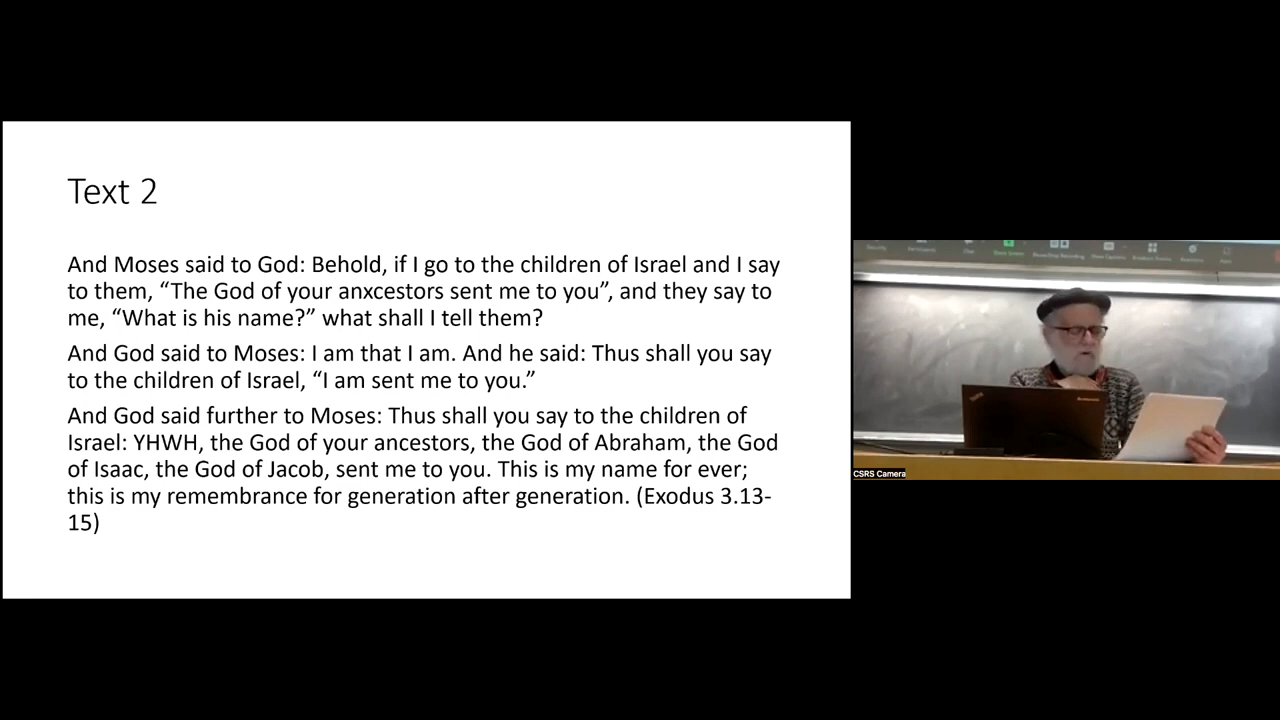 Text 2
And Moses said to God: Behold, if I go to the children of Israel and I say
to them, “The God of your anxcestors sent me to you”, and they say to
me, “What is his name?” what shall I tell them?
And God said to Moses: I am that I am. And he said: Thus shall you say
to the children of Israel, “I am sent me to you.”
And God said further to Moses: Thus shall you say to the children of
Israel: YHWH, the God of your ancestors, the God of Abraham, the God
of Isaac, the God of Jacob, sent me to you. This is my name for ever;
this is my remembrance for generation after generation. (Exodus 3.13-
15)
CSRS Camera